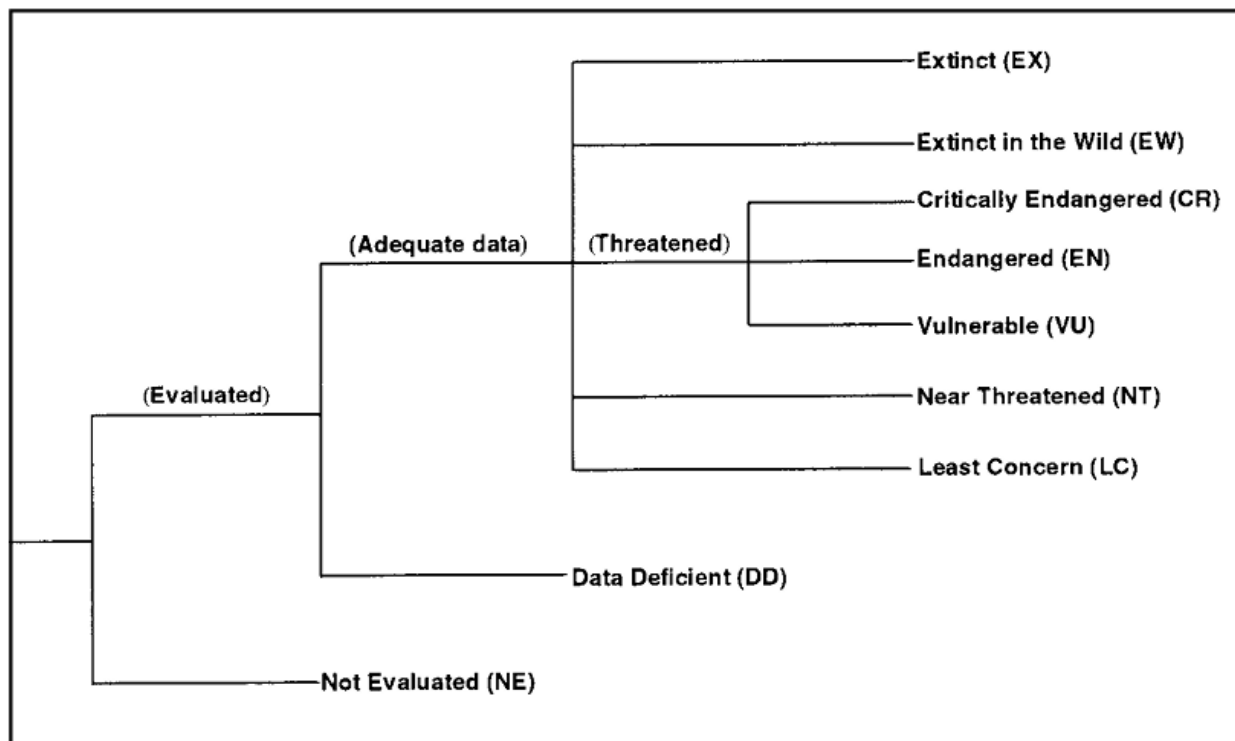 Extinct (EX)
Extinct in the Wild (EW)
Critically Endangered (CR)
(Adequate data)
(Threatened)
Endangered (EN)
Vulnerable (VU)
(Evaluated)
Near Threatened (NT)
Least Concern (LC)
Data Deficient (DD)
Not Evaluated (NE)